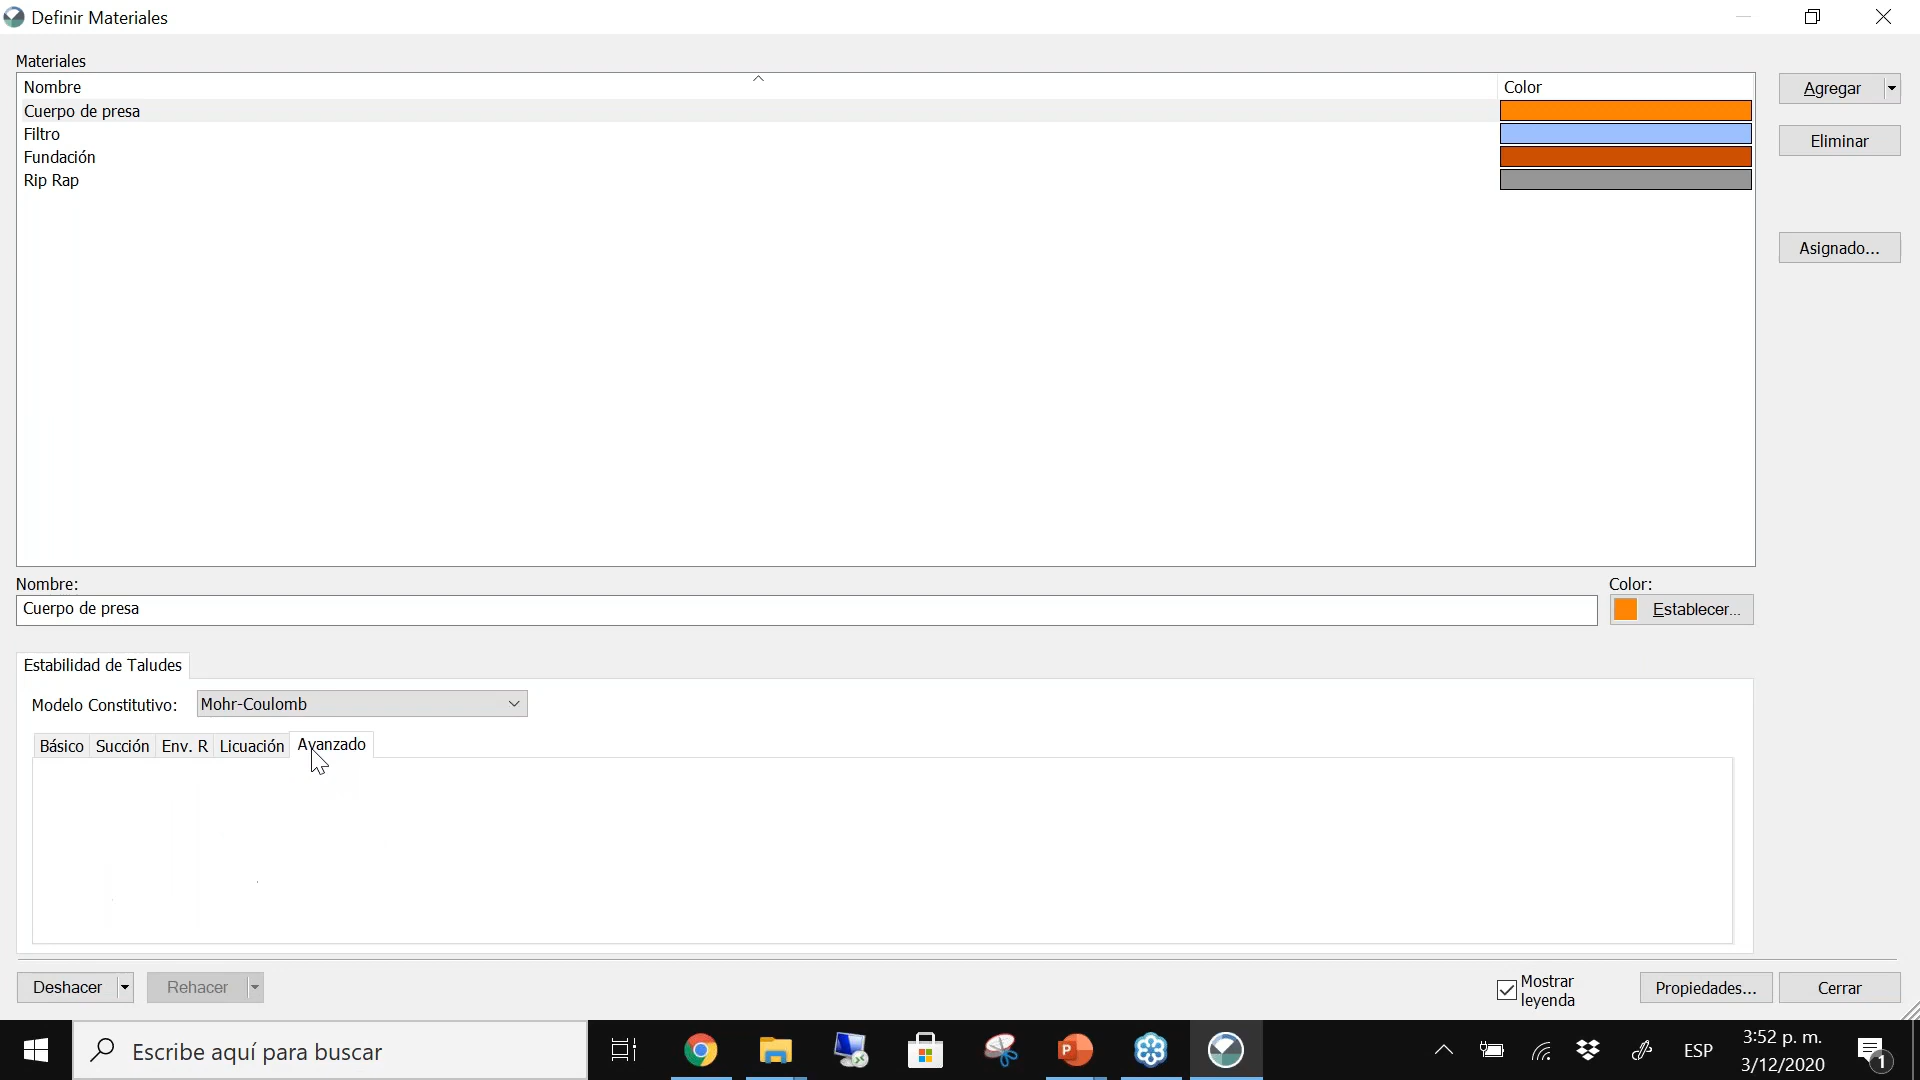 Definir Materiales
Materiales
Nombre
Color
Cuerpo de presa
Filtro
Fundación
Rip Rap
Agregar
Eliminar
Asignado...
Nombre:
Color:
Cuerpo de presa
Establecer...
Estabilidad de Taludes
Modelo Constitutivo:
Mohr-Coulomb
Básico
Succión
Env. R
Licuación
Avanzado
Deshacer
Rehacer
Mostrar
leyenda
Propiedades...
Cerrar
Escribe aquí para buscar
P
ESP
3:52 p. m.
3/12/2020
1